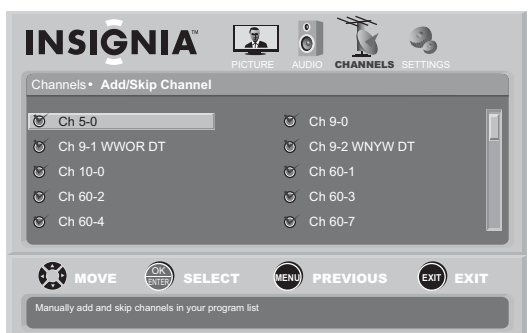 INSIGNIA™
PICTURE AUDIO CHANNELS SETTINGS
Channels • Add/Skip Channel
Ch 5-0 Ch 9-0
Ch 9-1 WWOR DT Ch 9-2 WNYW DT
Ch 10-0 Ch 60-1
Ch 60-2 Ch 60-3
Ch 60-4 Ch 60-7
MOVE OK ENTER SELECT MENU PREVIOUS EXIT EXIT
Manually add and skip channels in your program list